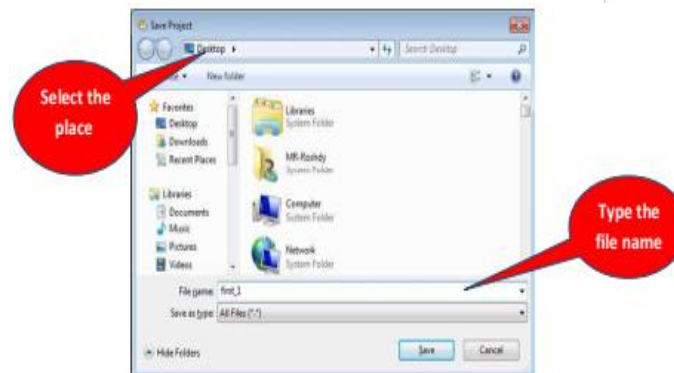 Save Project
Desktop
Search Desktop
New folder
Select the
place
Favorites
Desktop
Downloads
Recent Places
Libraries
Documents
Music
Pictures
Videos
Libraries
System Folder
MR-Roshdy
System Folder
Computer
System Folder
Network
System Folder
Type the
file name
File name: first_1
Save as type: All Files (*.*)
Hide Folders
Save
Cancel